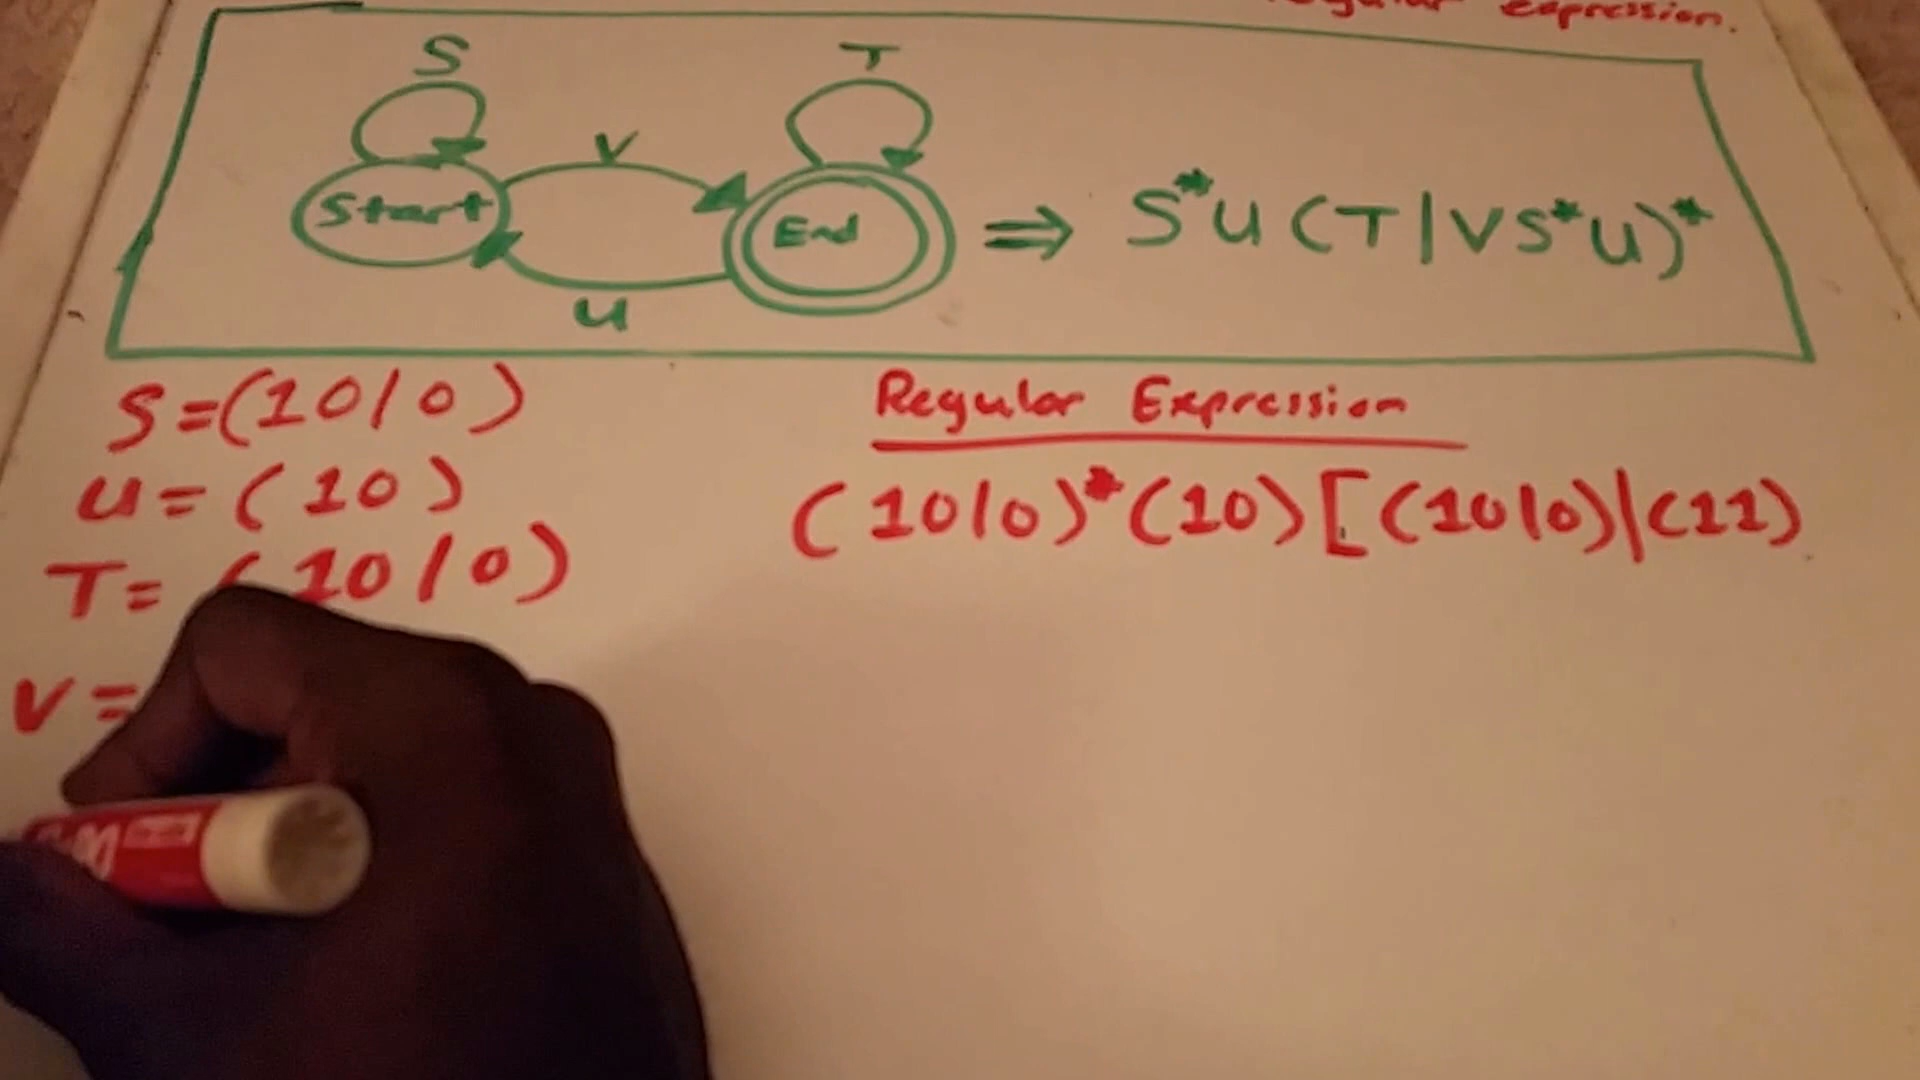 Regular Expression.
S
T
V
Start
End
⇒ S*U(T|VS*U)*
U
S=(10|0)
U=(10)
T=(10|0)
V=
Regular Expression
(10|0)*(10)[(10|0)|(11)